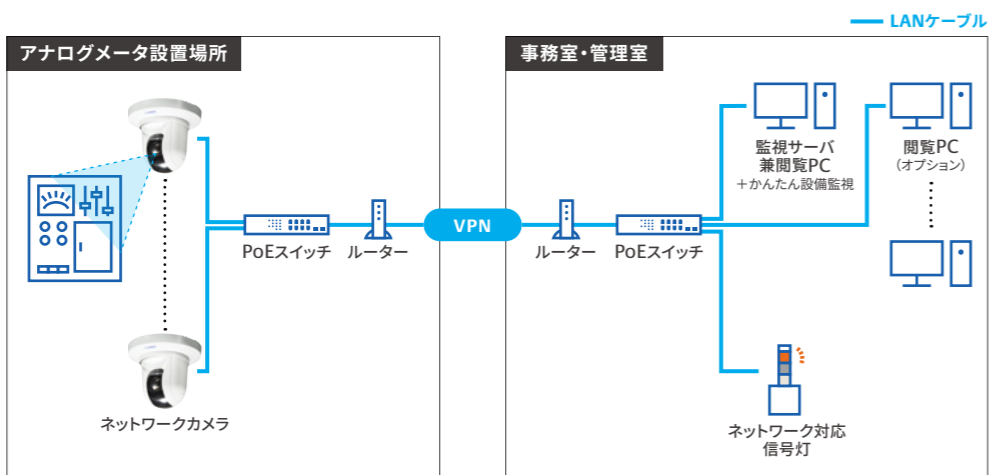 LANケーブル
アナログメータ設置場所
事務室・管理室
監視サーバ
兼閲覧PC
+かんたん設備監視
閲覧PC
(オプション)
PoEスイッチ
ルーター
VPN
ルーター
PoEスイッチ
ネットワークカメラ
ネットワーク対応
信号灯